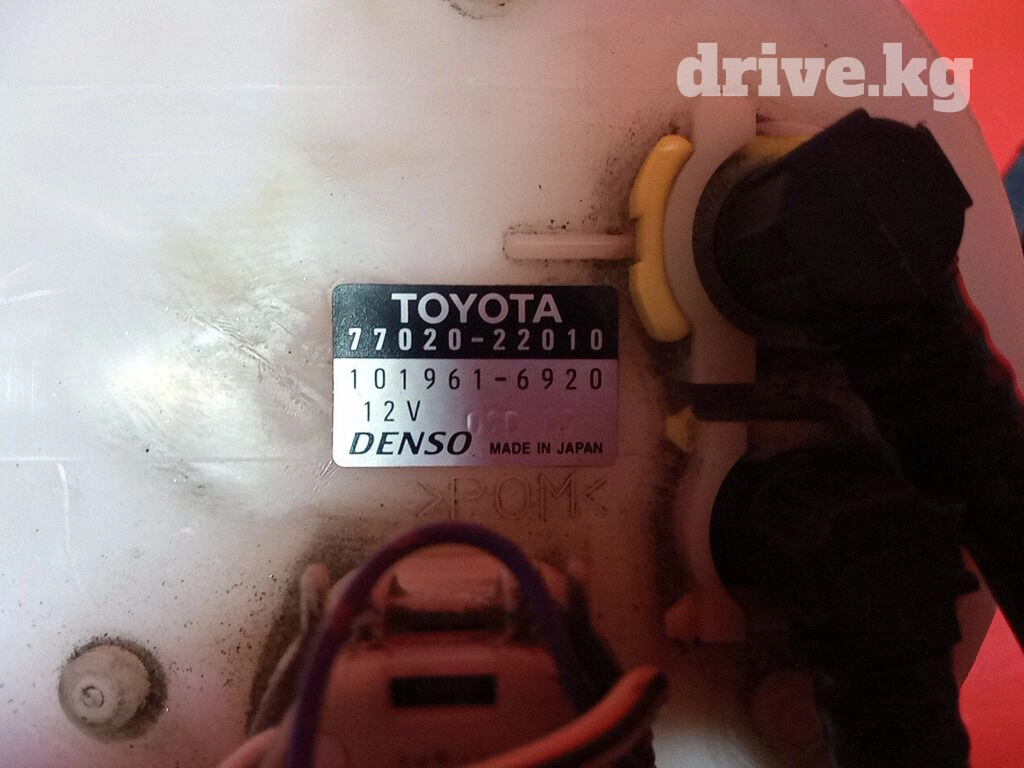 drive.kg
TOYOTA
77020-22010
101961-6920
12V
DENSO MADE IN JAPAN
>POM<